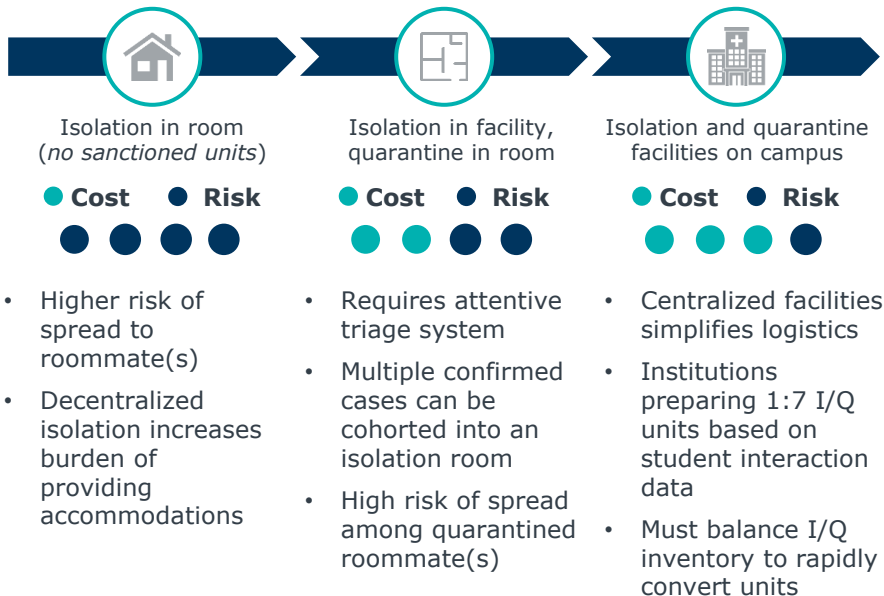 Isolation in room
(no sanctioned units)
Cost Risk
• Higher risk of
spread to
roommate(s)
• Decentralized
isolation increases
burden of
providing
accommodations
Isolation in facility,
quarantine in room
Cost Risk
• Requires attentive
triage system
• Multiple confirmed
cases can be
cohorted into an
isolation room
• High risk of spread
among quarantined
roommate(s)
Isolation and quarantine
facilities on campus
Cost Risk
• Centralized facilities
simplifies logistics
• Institutions
preparing 1:7 I/Q
units based on
student interaction
data
• Must balance I/Q
inventory to rapidly
convert units